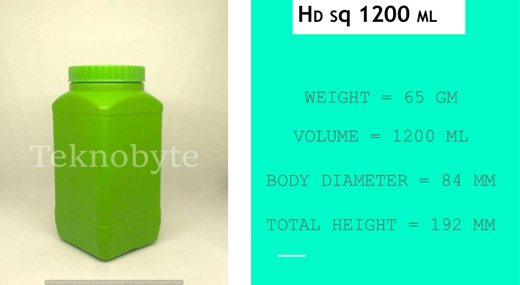 Teknobyte
HD SQ 1200 ML
WEIGHT = 65 GM
VOLUME = 1200 ML
BODY DIAMETER = 84 MM
TOTAL HEIGHT = 192 MM